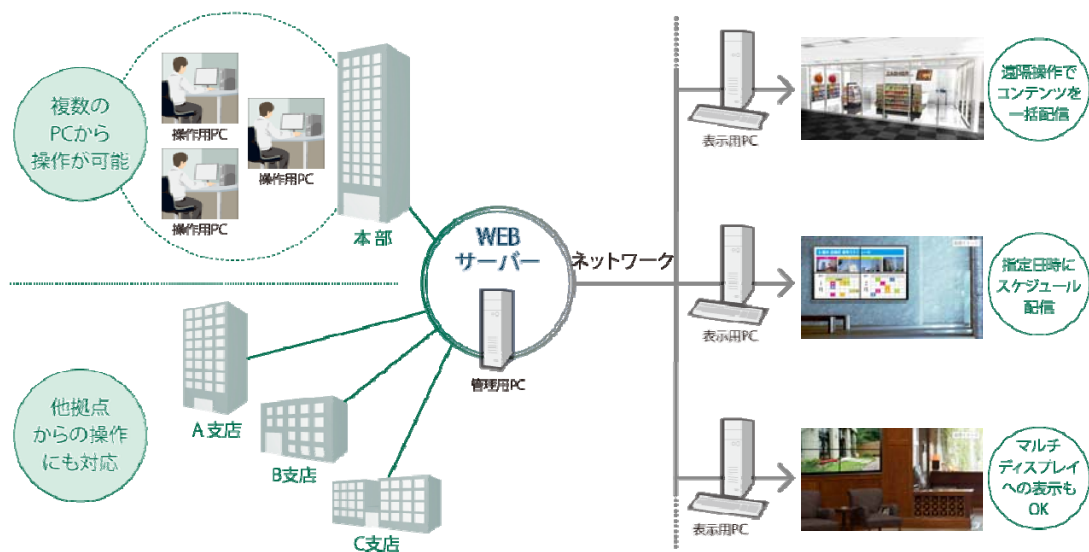 複数の
PCから
操作が可能
操作用PC
操作用PC
操作用PC
本部
他拠点
からの操作
にも対応
A支店
B支店
C支店
WEB
サーバー
管理用PC
ネットワーク
表示用PC
遠隔操作で
コンテンツを
一括配信
表示用PC
指定日時に
スケジュール
配信
表示用PC
マルチ
ディスプレイ
への表示も
OK